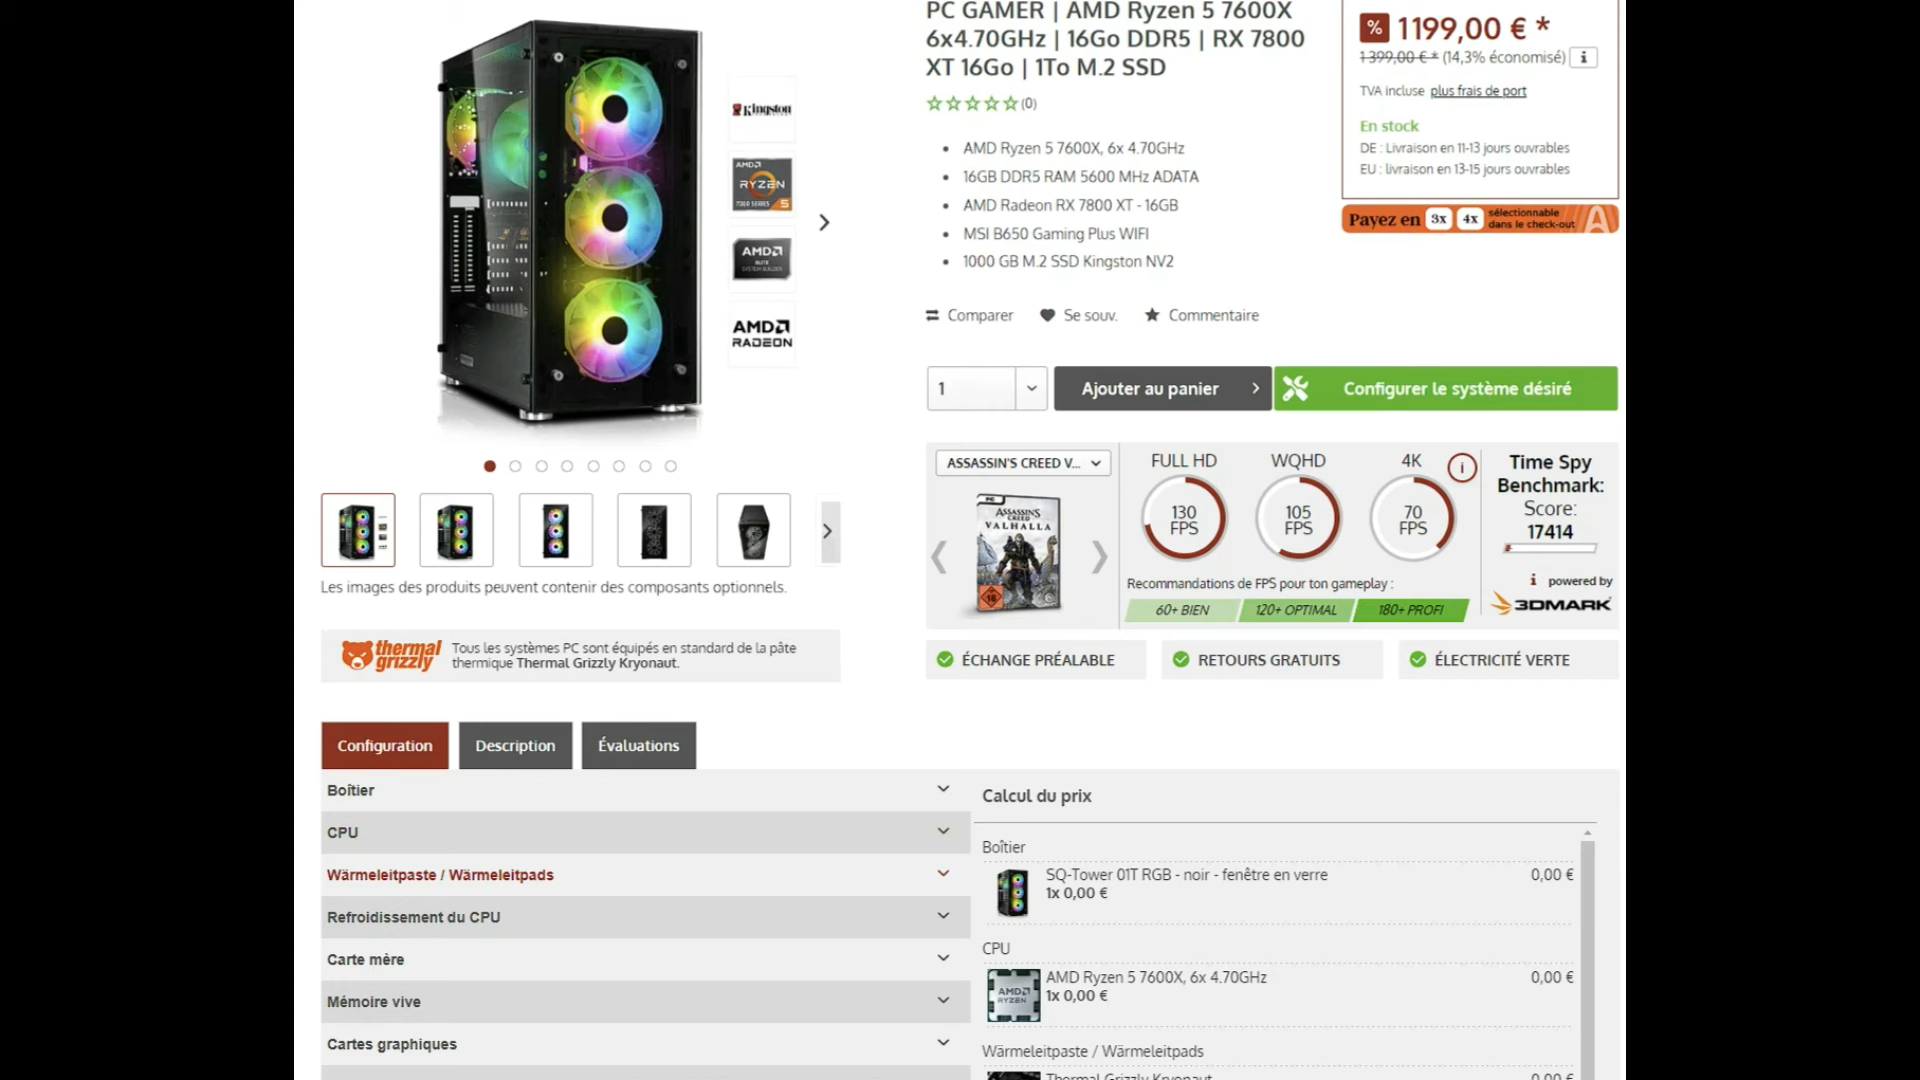 PC GAMER | AMD Ryzen 5 7600X
6x4.70GHz | 16Go DDR5 | RX 7800
XT 16Go | 1To M.2 SSD
(0)
AMD Ryzen 5 7600X, 6x 4.70GHz
16GB DDR5 RAM 5600 MHz ADATA
AMD Radeon RX 7800 XT - 16GB
MSI B650 Gaming Plus WIFI
1000 GB M.2 SSD Kingston NV2
Comparer
Se souv.
Commentaire
% 1199,00 € *
1 399,00 € * (14,3% économisé) i
TVA incluse plus frais de port
En stock
DE : Livraison en 11-13 jours ouvrables
EU : livraison en 13-15 jours ouvrables
Payez en 3x 4x sélectionnable
dans le check-out
Kingston
AMD
RYZEN
7000 SERIES 5
AMD
ELITE
SYSTEM BUILDER
AMD
RADEON
1
Ajouter au panier
Configurer le système désiré
ASSASSIN'S CREED V...
PC
ASSASSIN'S
CREED
VALHALLA
18
FULL HD
130
FPS
WQHD
105
FPS
4K
70
FPS
i
Recommandations de FPS pour ton gameplay :
60+ BIEN
120+ OPTIMAL
180+ PROFI
Time Spy
Benchmark:
Score:
17414
i powered by
3DMARK
Les images des produits peuvent contenir des composants optionnels.
thermal
grizzly
Tous les systèmes PC sont équipés en standard de la pâte
thermique Thermal Grizzly Kryonaut.
ÉCHANGE PRÉALABLE
RETOURS GRATUITS
ÉLECTRICITÉ VERTE
Configuration
Description
Évaluations
Boîtier
CPU
Wärmeleitpaste / Wärmeleitpads
Refroidissement du CPU
Carte mère
Mémoire vive
Cartes graphiques
Calcul du prix
Boîtier
SQ-Tower 01T RGB - noir - fenêtre en verre
0,00 €
1x 0,00 €
CPU
AMD
RYZEN
AMD Ryzen 5 7600X, 6x 4.70GHz
0,00 €
1x 0,00 €
Wärmeleitpaste / Wärmeleitpads
Thermal Grizzly Kryonaut
0,00 €